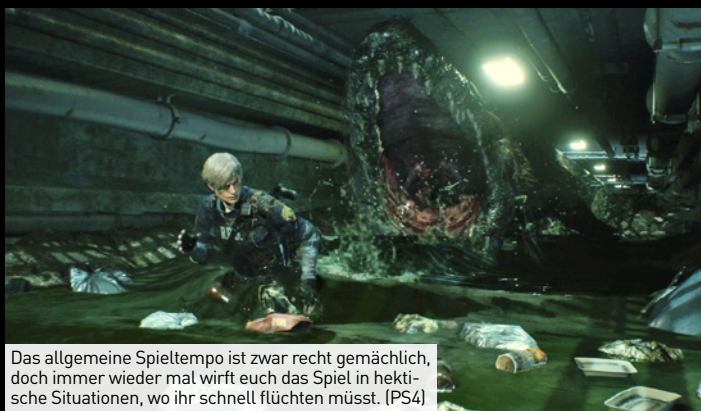 Das allgemeine Spieltempo ist zwar recht gemächlich,
doch immer wieder mal wirft euch das Spiel in hekti-
sche Situationen, wo ihr schnell flüchten müsst. (PS4)